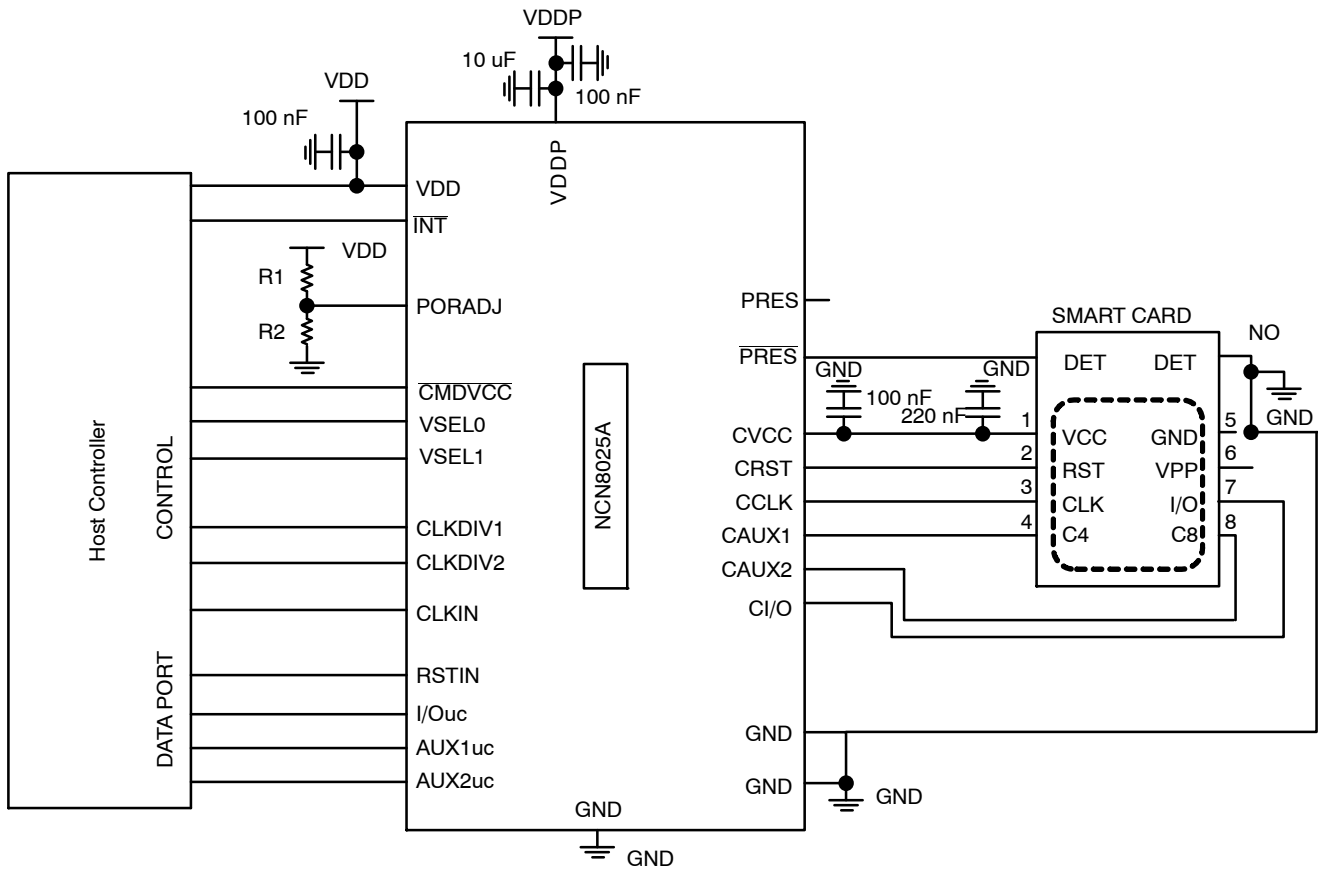 VDDP
10 uF
100 nF
VDD
100 nF
VDDP
VDD
INT
VDD
R1
R2
PORADJ
CMDVCC
VSEL0
VSEL1
CLKDIV1
CLKDIV2
CLKIN
RSTIN
I/Ouc
AUX1uc
AUX2uc
Host Controller
CONTROL
DATA PORT
NCN8025A
PRES
PRES
CVCC
CRST
CCLK
CAUX1
CAUX2
CI/O
GND
GND
GND
GND
GND
GND
100 nF
GND
220 nF
SMART CARD
NO
DET DET
GND
1 VCC GND 5
2 RST VPP 6
3 CLK I/O 7
4 C4 C8 8